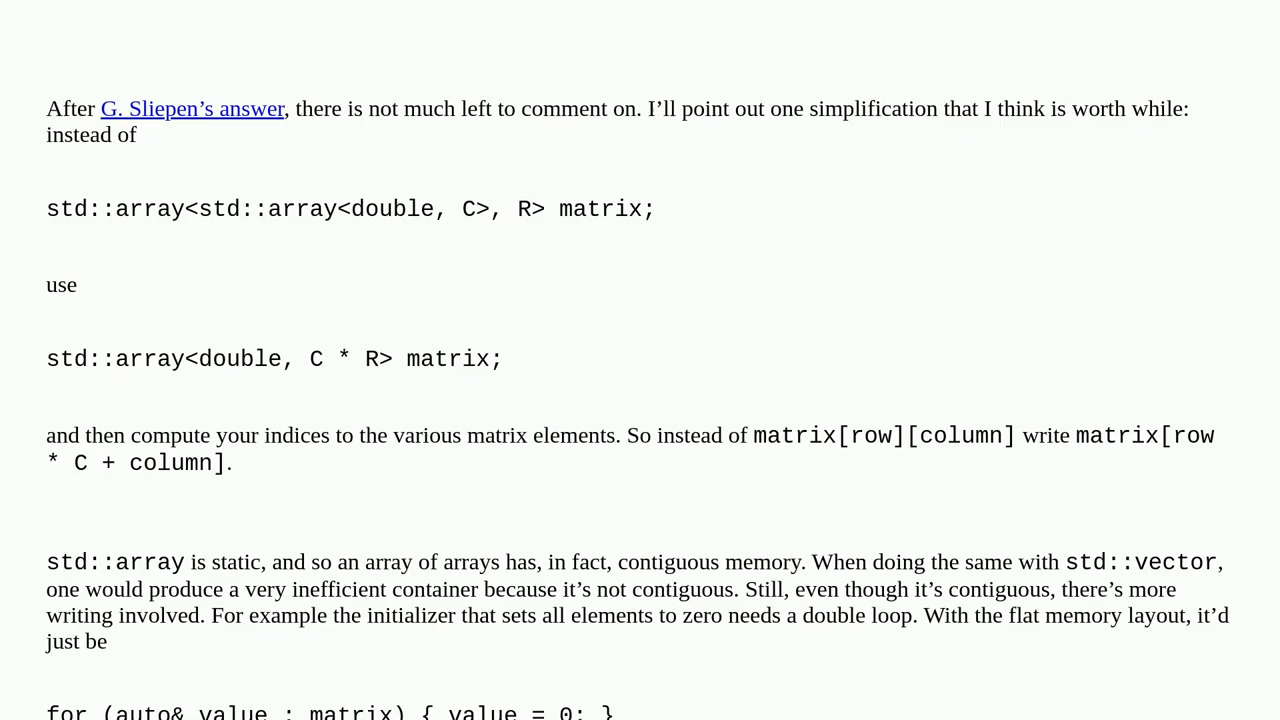 After G. Sliepen’s answer, there is not much left to comment on. I’ll point out one simplification that I think is worth while:
instead of
std::array<std::array<double, C>, R> matrix;
use
std::array<double, C * R> matrix;
and then compute your indices to the various matrix elements. So instead of matrix[row][column] write matrix[row
* C + column].
std::array is static, and so an array of arrays has, in fact, contiguous memory. When doing the same with std::vector,
one would produce a very inefficient container because it’s not contiguous. Still, even though it’s contiguous, there’s more
writing involved. For example the initializer that sets all elements to zero needs a double loop. With the flat memory layout, it’d
just be
for (auto& value : matrix) { value = 0; }